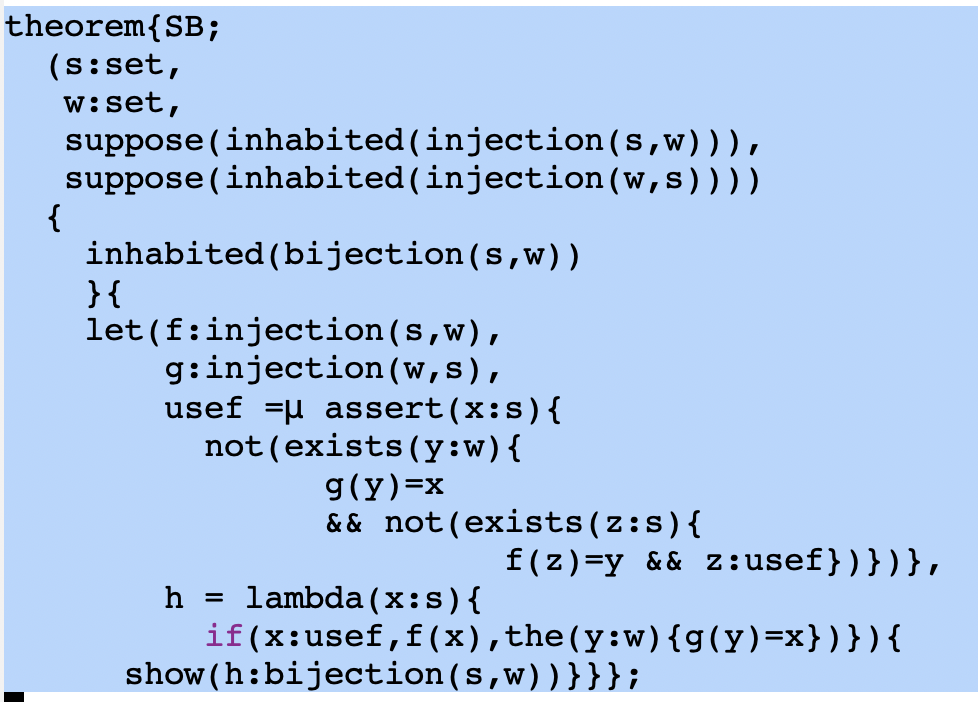 theorem{SB;
(s:set,
w:set,
suppose(inhabited(injection(s,w))),
suppose(inhabited(injection(w,s))))
{
inhabited(bijection(s,w))
}{
let(f:injection(s,w),
g:injection(w,s),
usef =μ assert(x:s){
not(exists(y:w){
g(y)=x
&& not(exists(z:s){
f(z)=y && z:usef})})},
h = lambda(x:s){
if(x:usef,f(x),the(y:w){g(y)=x})}){
show(h:bijection(s,w))}}};